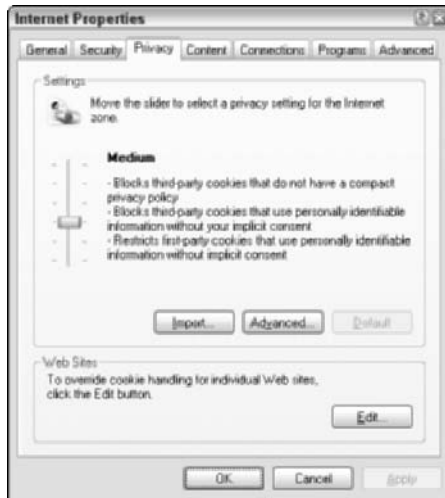 Internet Properties
General Security Privacy Content Connections Programs Advanced
Settings
Move the slider to select a privacy setting for the Internet
zone.
Medium
- Blocks third-party cookies that do not have a compact
privacy policy
- Blocks third-party cookies that use personally identifiable
information without your implicit consent
- Restricts first-party cookies that use personally identifiable
information without implicit consent
Import... Advanced... Default
Web Sites
To override cookie handling for individual Web sites,
click the Edit button.
Edit...
OK Cancel Apply